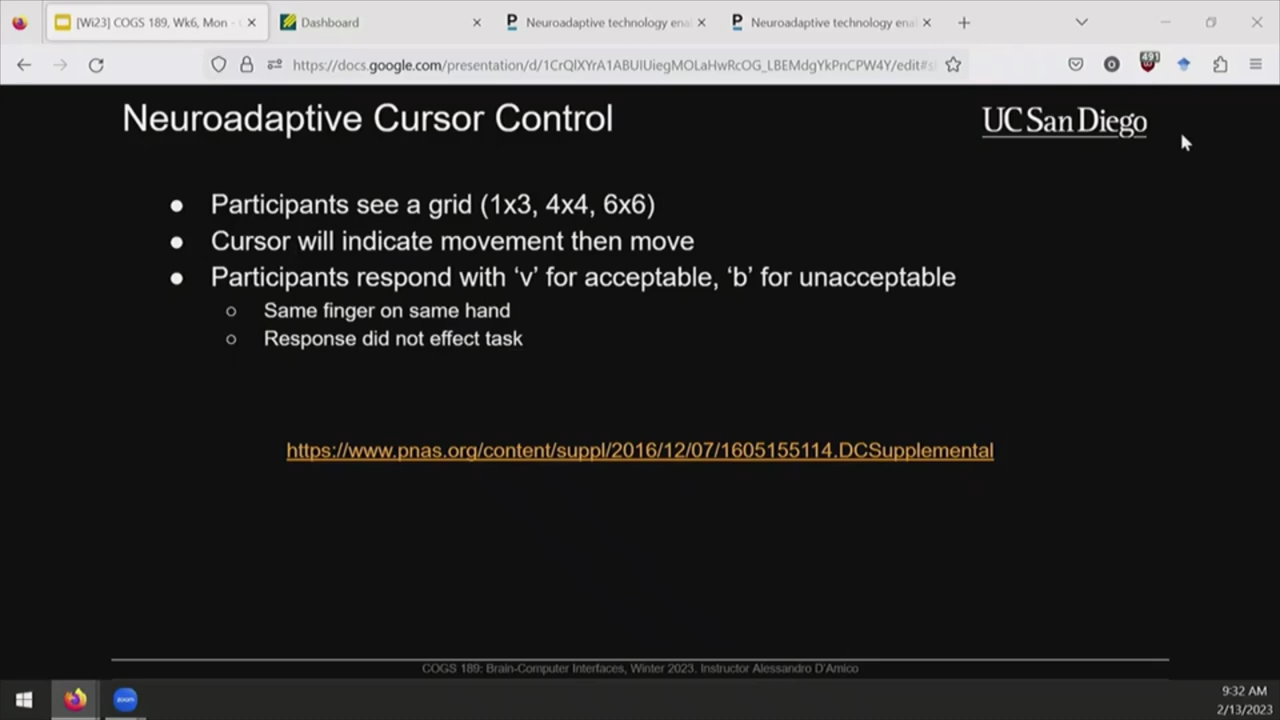 [Wi23] COGS 189, Wk6, Mon -
Dashboard
Neuroadaptive technology ena
Neuroadaptive technology ena
https://docs.google.com/presentation/d/1CrQlXYrA1ABUIUiegMOLaHwRcOG_LBEMdgYkPnCPW4Y/edit#s
491
Neuroadaptive Cursor Control
UC San Diego
● Participants see a grid (1x3, 4x4, 6x6)
● Cursor will indicate movement then move
● Participants respond with ‘v’ for acceptable, ‘b’ for unacceptable
○ Same finger on same hand
○ Response did not effect task
https://www.pnas.org/content/suppl/2016/12/07/1605155114.DCSupplemental
COGS 189: Brain-Computer Interfaces, Winter 2023. Instructor Alessandro D'Amico
zoom
9:32 AM
2/13/2023